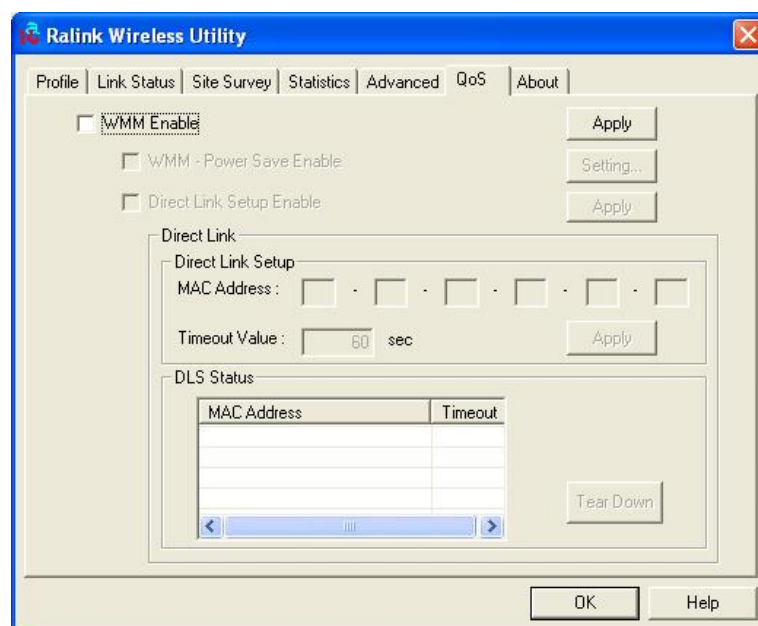 Ralink Wireless Utility
Profile Link Status Site Survey Statistics Advanced QoS About
WMM Enable Apply
WMM - Power Save Enable Setting...
Direct Link Setup Enable Apply
Direct Link
Direct Link Setup
MAC Address : - - - - -
Timeout Value : 60 sec Apply
DLS Status
MAC Address Timeout
Tear Down
OK Help